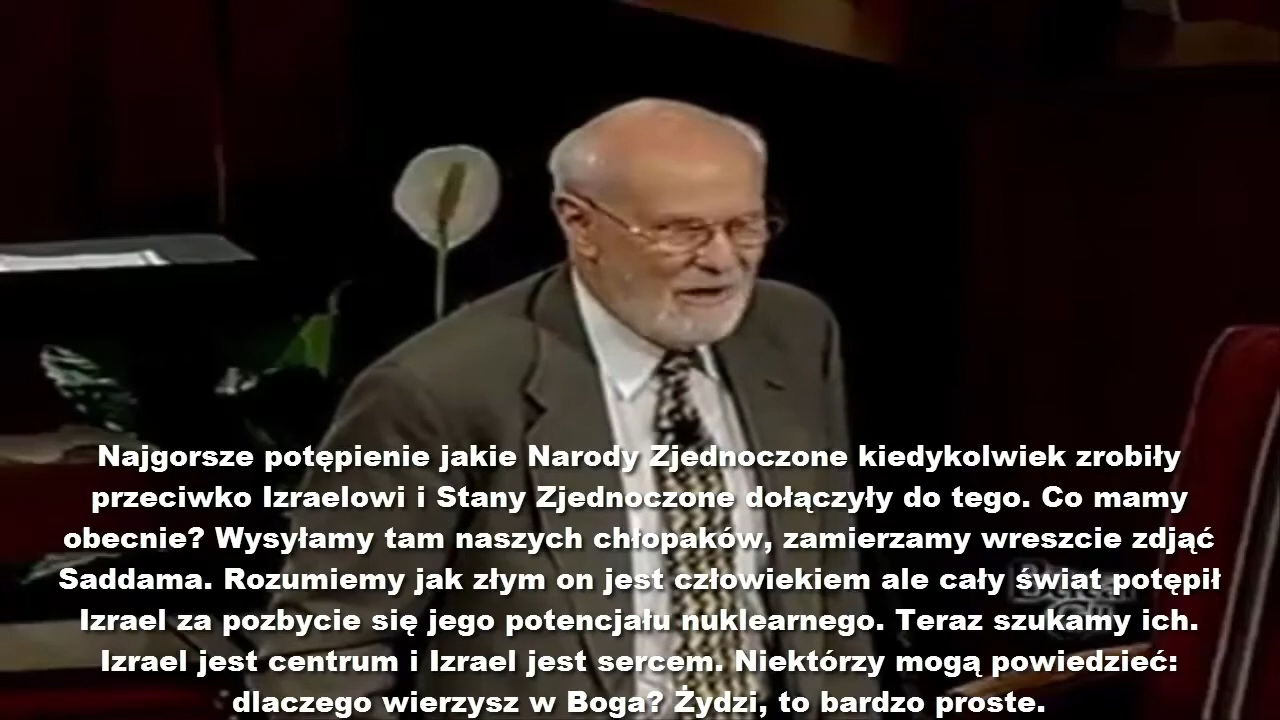 Najgorsze potępienie jakie Narody Zjednoczone kiedykolwiek zrobiły
przeciwko Izraelowi i Stany Zjednoczone dołączyły do tego. Co mamy
obecnie? Wysyłamy tam naszych chłopaków, zamierzamy wreszcie zdjąć
Saddama. Rozumiemy jak złym on jest człowiekiem ale cały świat potępił
Izrael za pozbycie się jego potencjału nuklearnego. Teraz szukamy ich.
Izrael jest centrum i Izrael jest sercem. Niektórzy mogą powiedzieć:
dlaczego wierzysz w Boga? Żydzi, to bardzo proste.